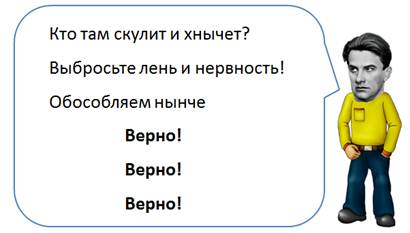 Кто там скулит и хнычет?
Выбросьте лень и нервность!
Обособляем нынче
Верно!
Верно!
Верно!